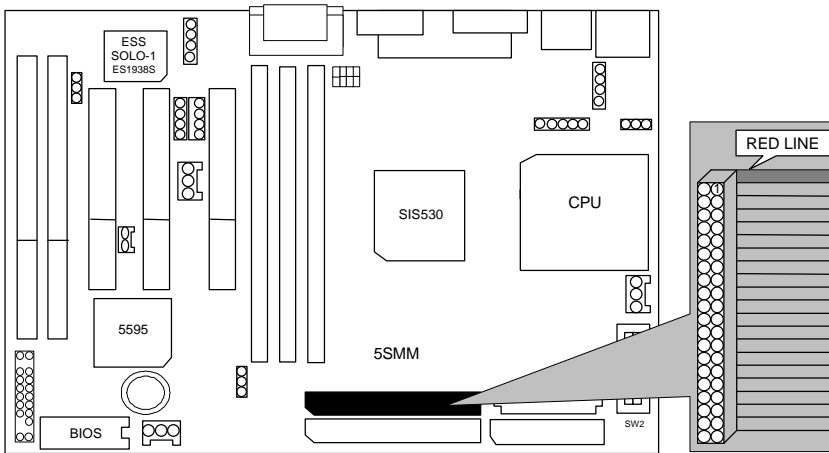 ESS
SOLO-1
ES1938S
RED LINE
1
CPU
SIS530
5595
5SMM
BIOS
SW2